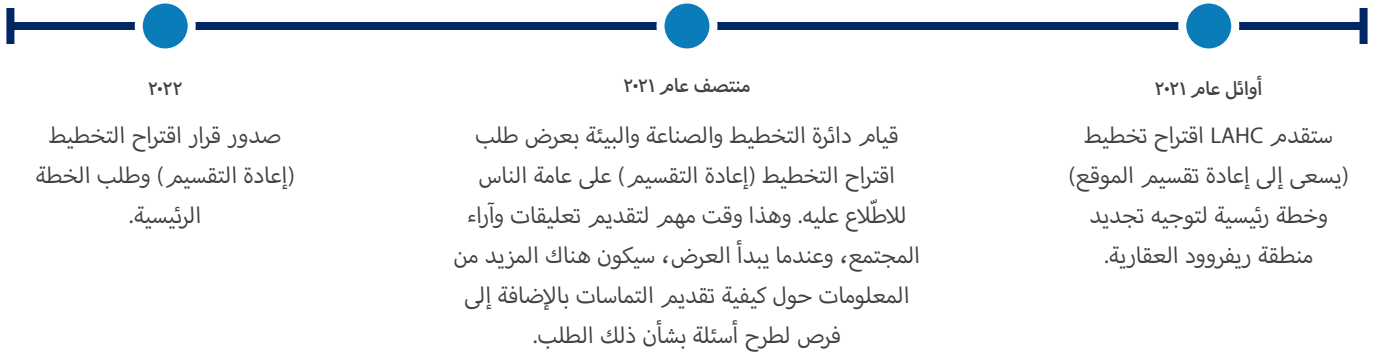 أوائل عام ٢٠٢١
ستقدم LAHC اقتراح تخطيط
(يسعى إلى إعادة تقسيم الموقع)
وخطة رئيسية لتوجيه تجديد
منطقة ريفروود العقارية.
منتصف عام ٢٠٢١
قيام دائرة التخطيط والصناعة والبيئة بعرض طلب
اقتراح التخطيط (إعادة التقسيم) على عامة الناس
للاطّلاع عليه. وهذا وقت مهم لتقديم تعليقات وآراء
المجتمع، وعندما يبدأ العرض، سيكون هناك المزيد من
المعلومات حول كيفية تقديم التماسات بالإضافة إلى
فرص لطرح أسئلة بشأن ذلك الطلب.
٢٠٢٢
صدور قرار اقتراح التخطيط
(إعادة التقسيم) وطلب الخطة
الرئيسية.